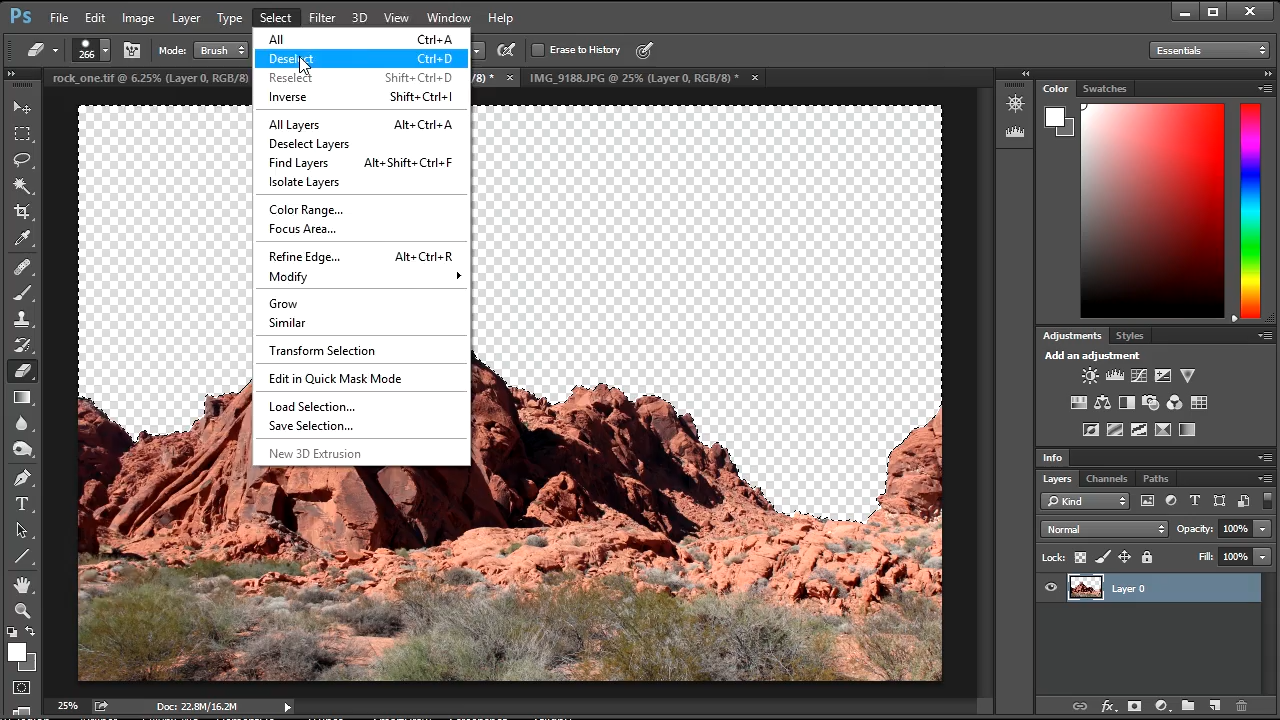 Ps File Edit Image Layer Type Select Filter 3D View Window Help
266 Mode: Brush Erase to History Essentials
rock_one.tif @ 6.25% (Layer 0, RGB/8) /8) * × IMG_9188.JPG @ 25% (Layer 0, RGB/8) * ×
All Ctrl+A
Deselect Ctrl+D
Reselect Shift+Ctrl+D
Inverse Shift+Ctrl+I
All Layers Alt+Ctrl+A
Deselect Layers
Find Layers Alt+Shift+Ctrl+F
Isolate Layers
Color Range...
Focus Area...
Refine Edge... Alt+Ctrl+R
Modify
Grow
Similar
Transform Selection
Edit in Quick Mask Mode
Load Selection...
Save Selection...
New 3D Extrusion
Color Swatches
Adjustments Styles
Add an adjustment
Info
Layers Channels Paths
Kind
Normal Opacity: 100%
Lock: Fill: 100%
Layer 0
25% Doc: 22.8M/16.2M